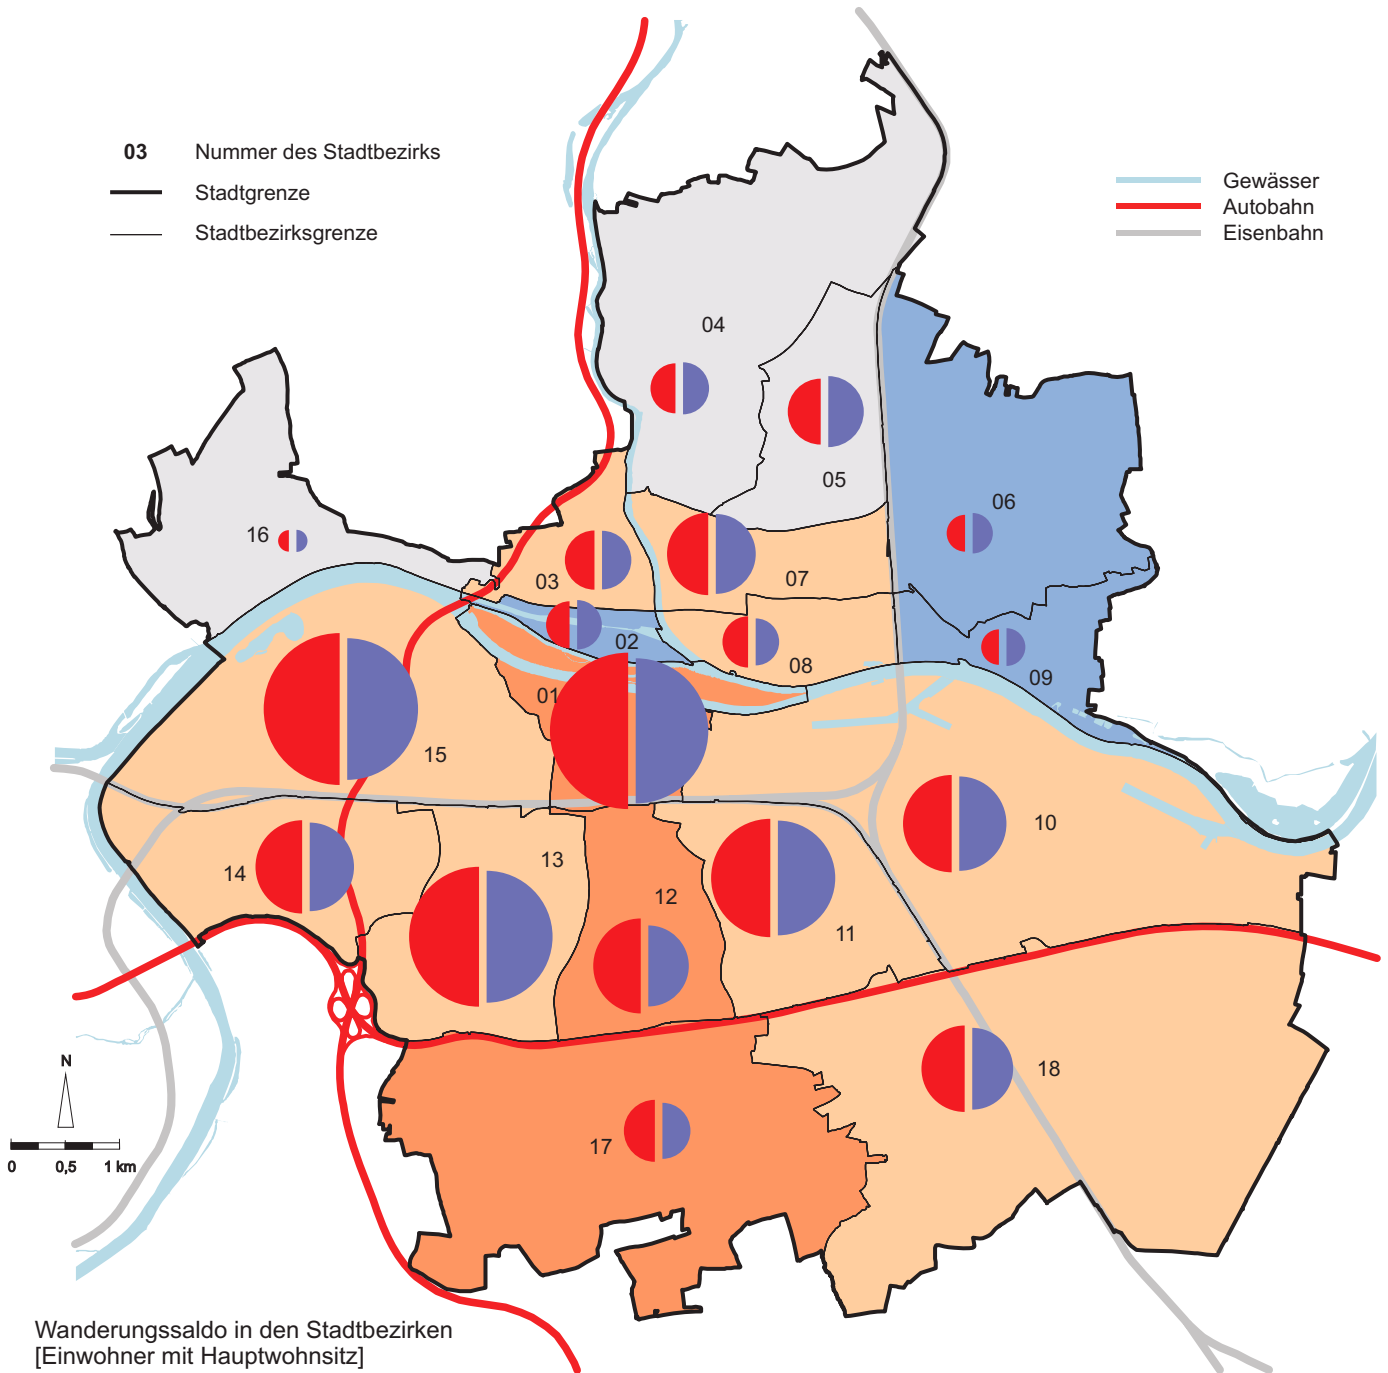 03 Nummer des Stadtbezirks
Stadtgrenze
Stadtbezirksgrenze
Gewässer
Autobahn
Eisenbahn
04
05
06
16
03
07
02
08
09
01
15
10
14
13
12
11
18
17
N
0 0,5 1 km
Wanderungssaldo in den Stadtbezirken
[Einwohner mit Hauptwohnsitz]